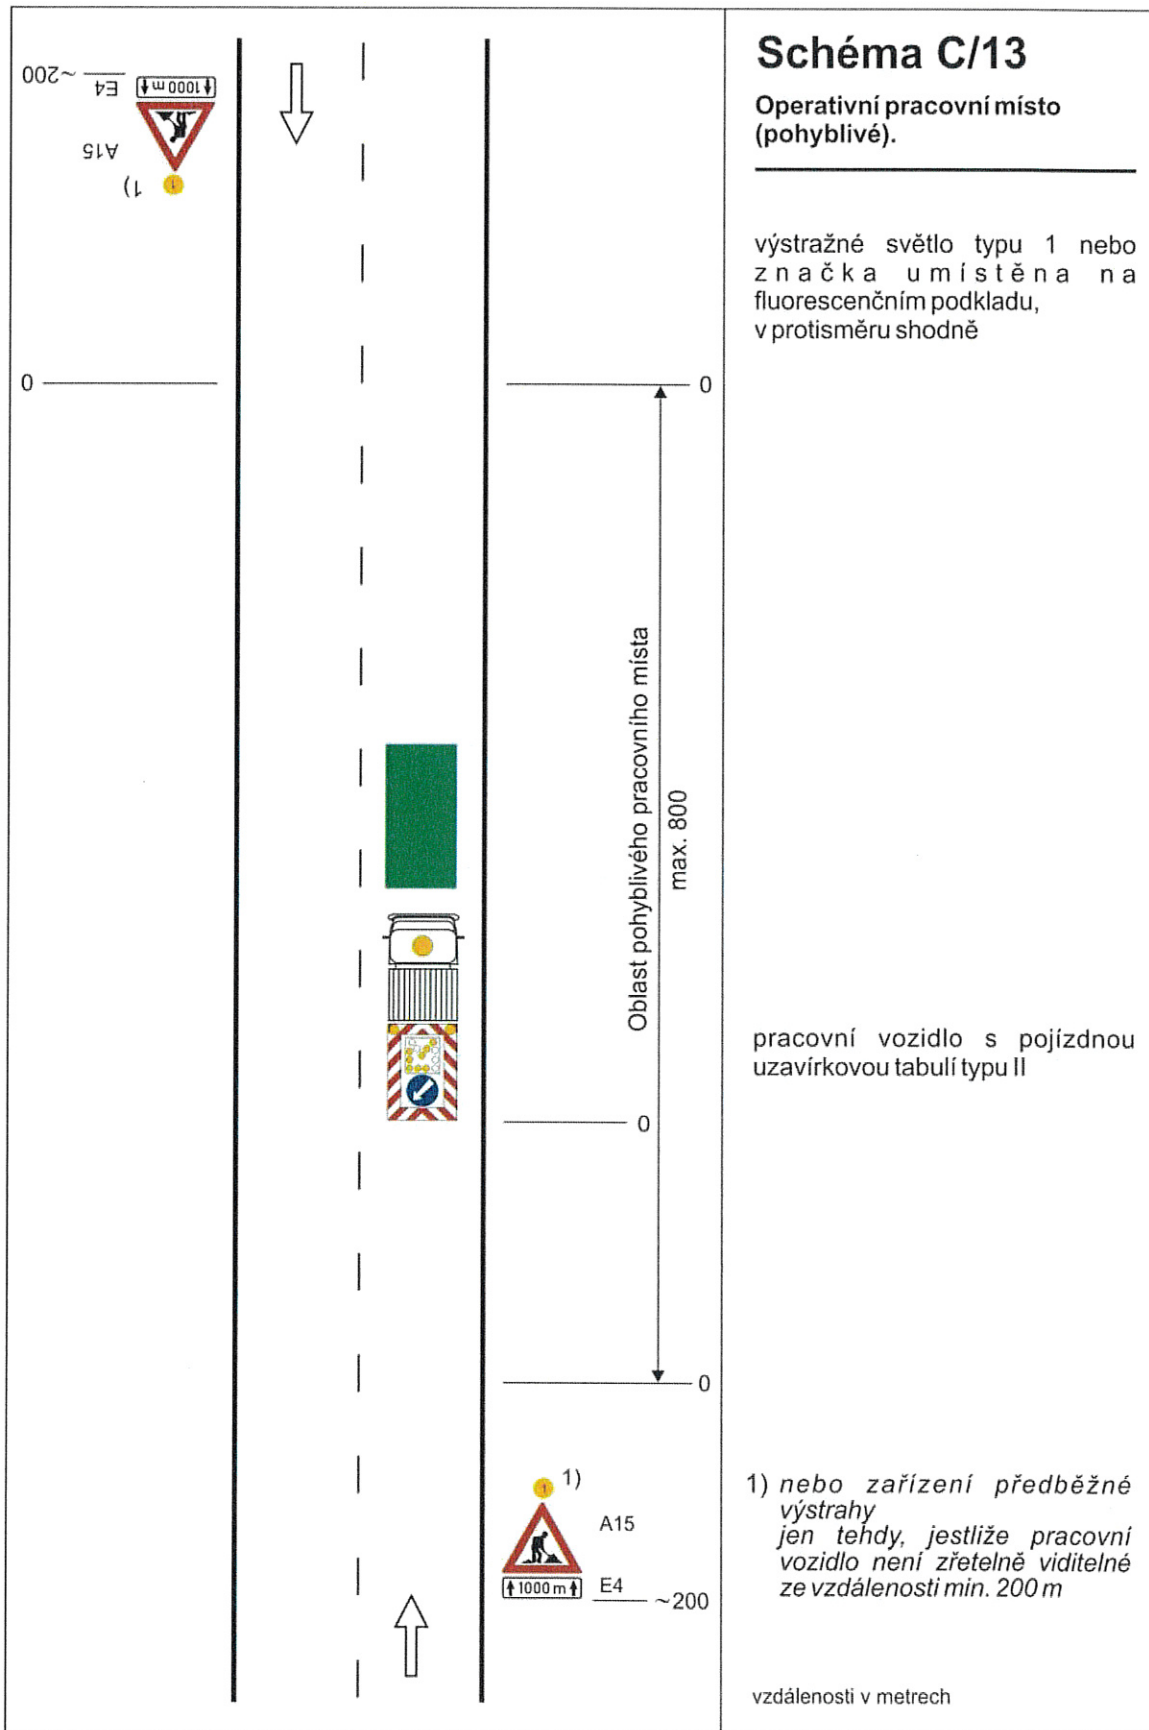 Schéma C/13
Operativní pracovní místo
(pohyblivé).
výstražné světlo typu 1 nebo
značka umístěna na
fluorescenčním podkladu,
v protisměru shodně
~200
E4
1000 m
A15
1
1)
0
0
Oblast pohyblivého pracovního místa
max. 800
pracovní vozidlo s pojízdnou
uzavírkovou tabulí typu II
0
0
1
1)
A15
1000 m
E4
~200
1) nebo zařízení předběžné
výstrahy
jen tehdy, jestliže pracovní
vozidlo není zřetelně viditelné
ze vzdálenosti min. 200 m
vzdálenosti v metrech